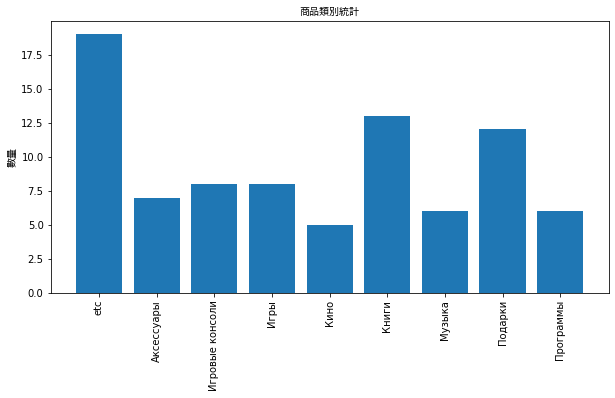 商品類別統計
數量
17.5
15.0
12.5
10.0
7.5
5.0
2.5
0.0
etc
Аксессуары
Игровые консоли
Игры
Кино
Книги
Музыка
Подарки
Программы